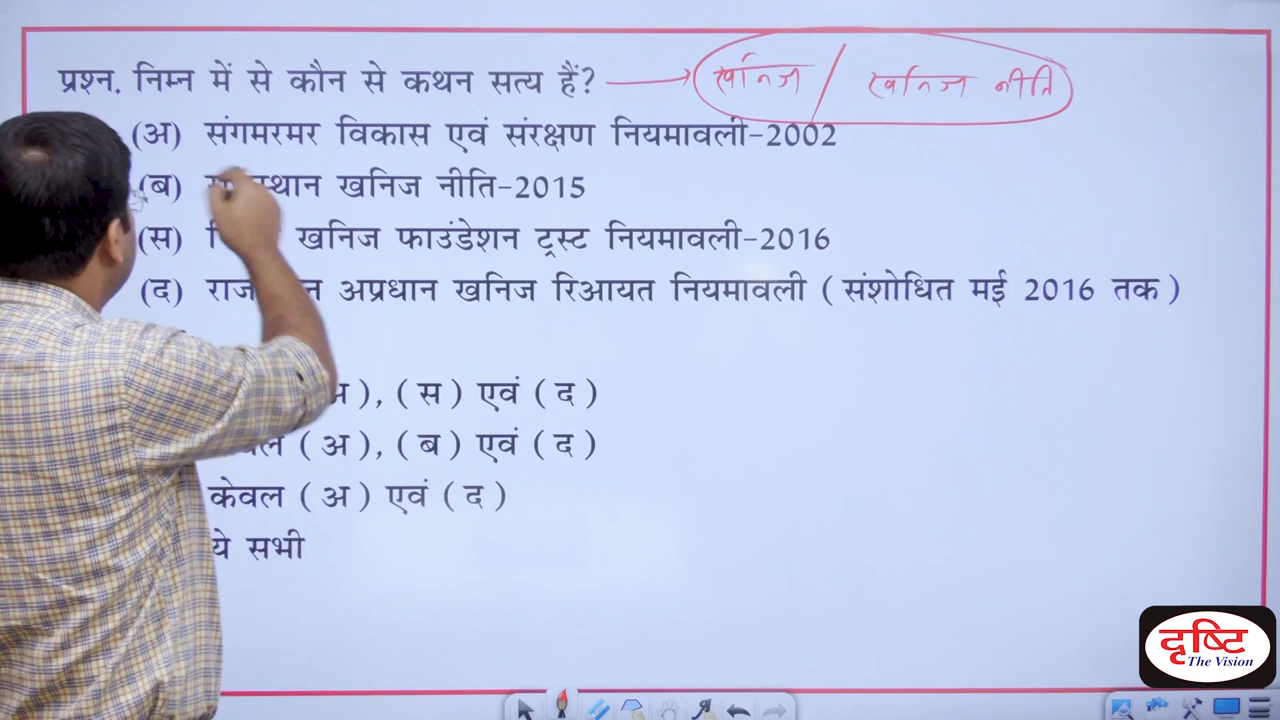 प्रश्न. निम्न में से कौन से कथन सत्य हैं? खनिज / खनिज नीति
(अ) संगमरमर विकास एवं संरक्षण नियमावली-2002
(ब) खनिज नीति-2015
(स) खनिज फाउंडेशन ट्रस्ट नियमावली-2016
(द) अप्रधान खनिज रिआयत नियमावली (संशोधित मई 2016 तक)
(अ), (स) एवं (द)
(अ), (ब) एवं (द)
केवल (अ) एवं (द)
ये सभी
दृष्टि
The Vision